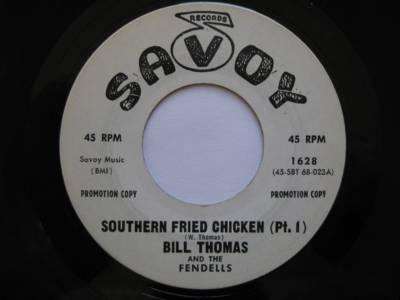 RECORDS
SAVOY
45 RPM
45 RPM
Savoy Music
(BMI)
1628
(45-SBT 68-023A)
PROMOTION COPY
PROMOTION COPY
SOUTHERN FRIED CHICKEN (Pt. 1)
(W. Thomas)
BILL THOMAS
AND THE
FENDELLS